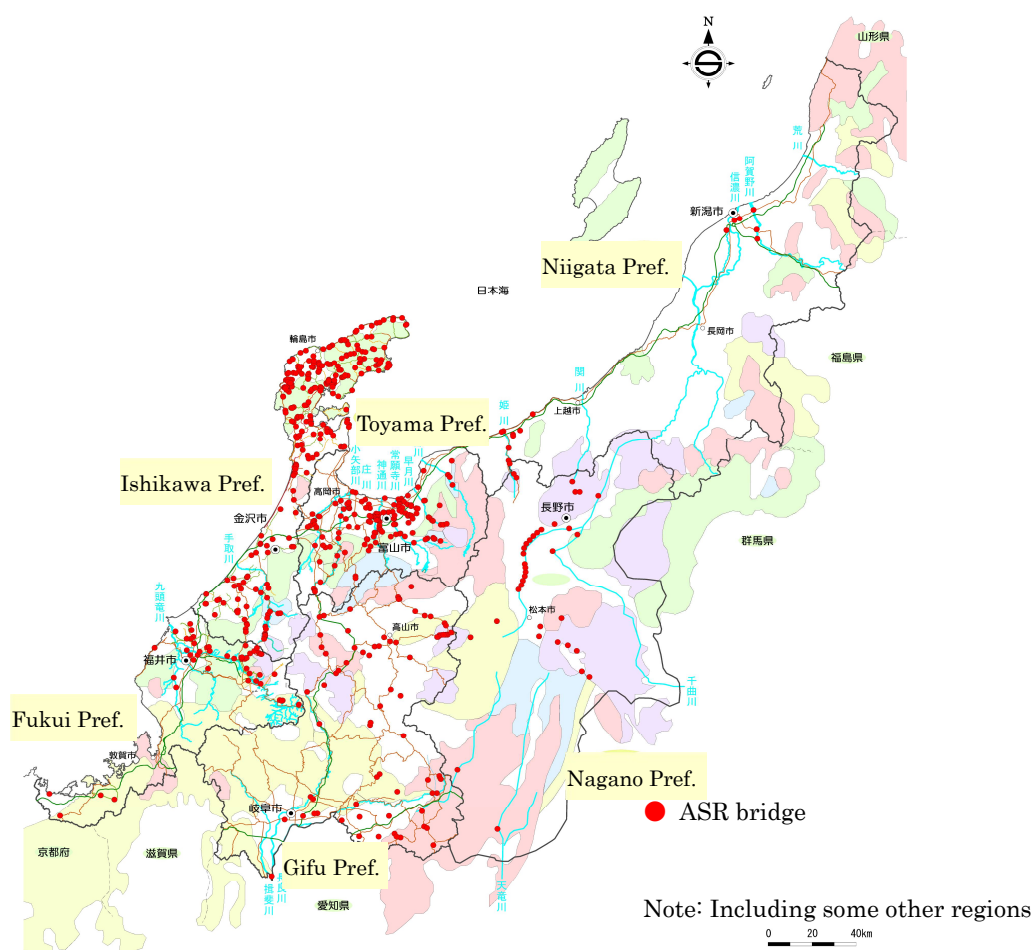 N
山形県
荒川
阿賀野川
信濃川
新潟市
Niigata Pref.
日本海
長岡市
福島県
輪島市
関川
上越市
姫川
Toyama Pref.
小矢部川
庄川
神通川
常願寺川
早月川
川
Ishikawa Pref.
高岡市
長野市
金沢市
富山市
群馬県
手取川
九頭竜川
松本市
高山市
福井市
千曲川
Fukui Pref.
敦賀市
Nagano Pref.
岐阜市
ASR bridge
京都府
滋賀県
Gifu Pref.
揖斐川
良川
天竜川
愛知県
Note: Including some other regions
0 20 40km